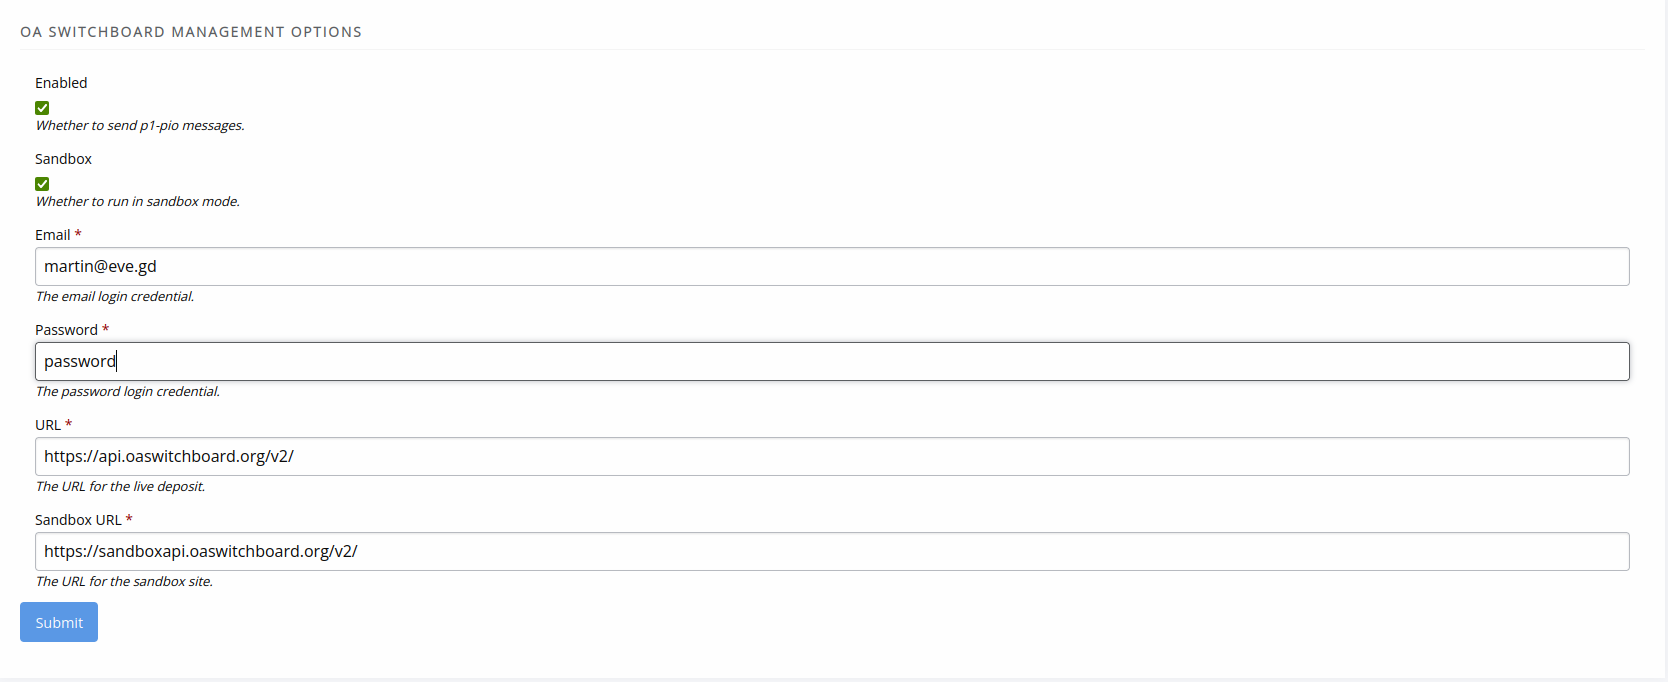 OA SWITCHBOARD MANAGEMENT OPTIONS
Enabled
Whether to send p1-pio messages.
Sandbox
Whether to run in sandbox mode.
Email *
martin@eve.gd
The email login credential.
Password *
password
The password login credential.
URL *
https://api.oaswitchboard.org/v2/
The URL for the live deposit.
Sandbox URL *
https://sandboxapi.oaswitchboard.org/v2/
The URL for the sandbox site.
Submit